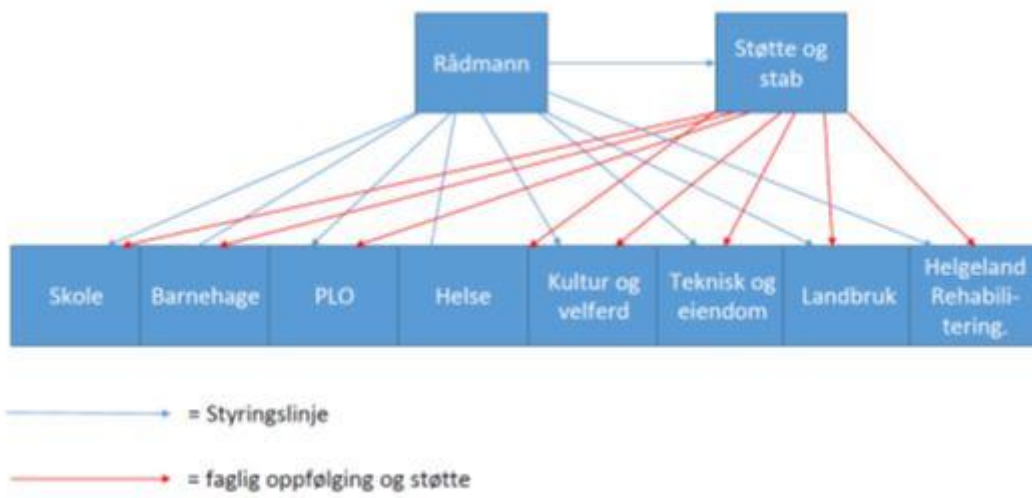 Rådmann
Støtte og
stab
Skole
Barnehage
PLO
Helse
Kultur og
velferd
Teknisk og
eiendom
Landbruk
Helgeland
Rehabili-
tering.
= Styringslinje
= faglig oppfølging og støtte